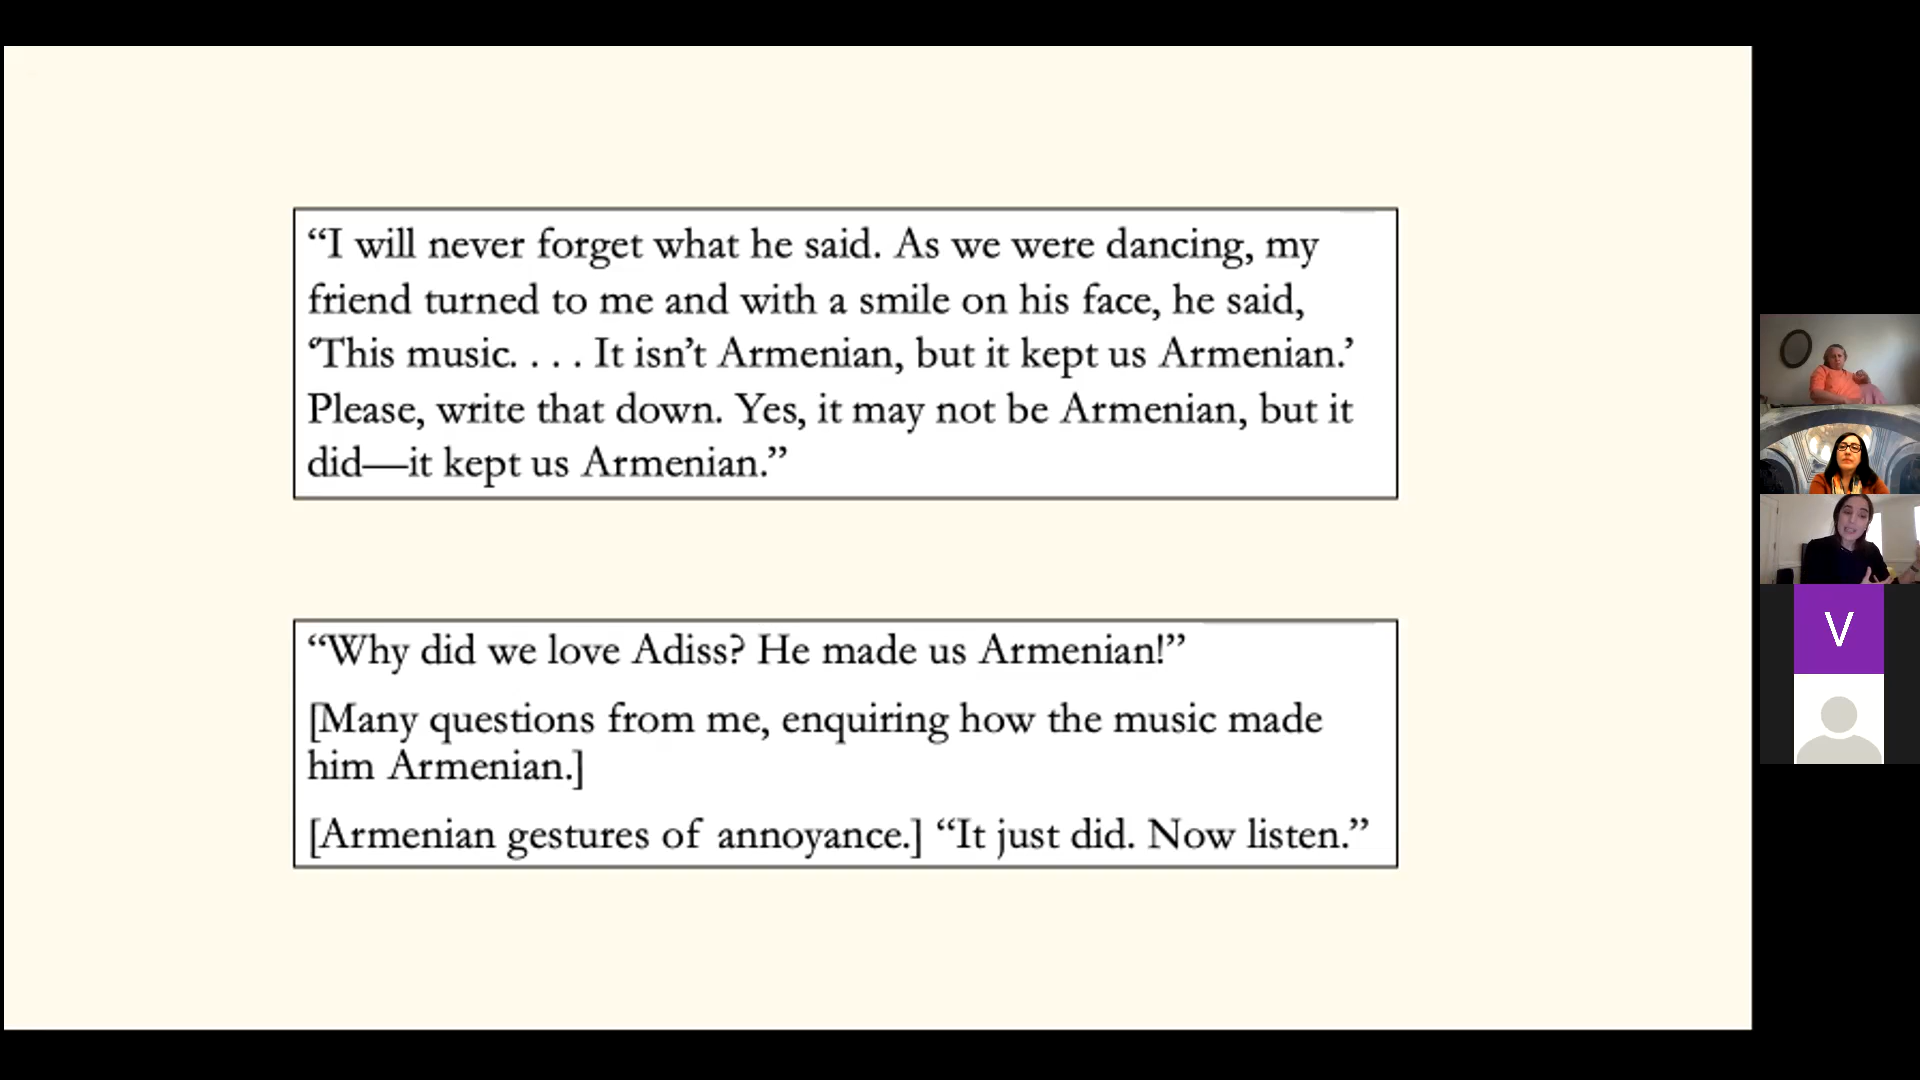 “I will never forget what he said. As we were dancing, my
friend turned to me and with a smile on his face, he said,
‘This music. . . . It isn’t Armenian, but it kept us Armenian.’
Please, write that down. Yes, it may not be Armenian, but it
did—it kept us Armenian.”
“Why did we love Adiss? He made us Armenian!”
[Many questions from me, enquiring how the music made
him Armenian.]
[Armenian gestures of annoyance.] “It just did. Now listen.”
V